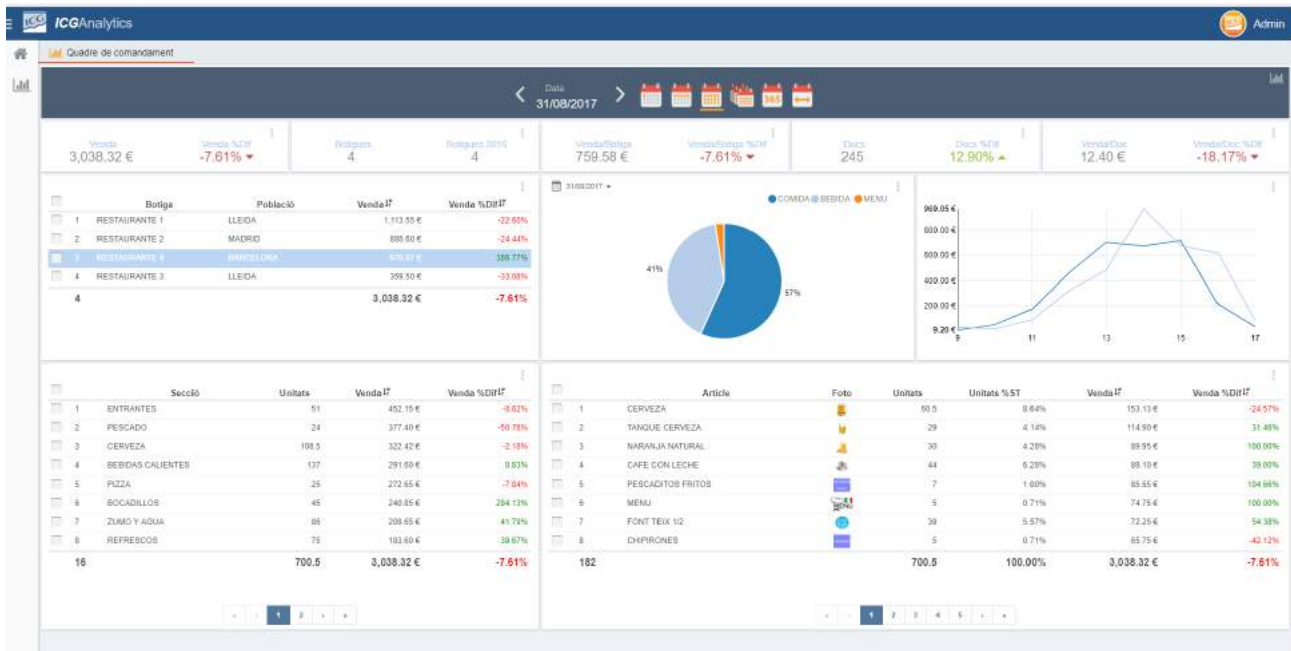 ICG ICGAnalytics Admin
Quadre de comandament
Data
31/08/2017 365
Venda Venda %Dif Botigues Botigues 2016 Venda/Botiga Venda/Botiga %Dif Docs Docs %Dif Venda/Doc Venda/Doc %Dif
3,038.32 € -7.61% 4 4 759.58 € -7.61% 245 12.90% 12.40 € -18.17%
Botiga Població Venda Venda %Dif
1 RESTAURANTE 1 LLEIDA 1,113.55 € -22.65%
2 RESTAURANTE 2 MADRID -24.44%
3 RESTAURANTE 4 BARCELONA 386.77%
4 RESTAURANTE 3 LLEIDA 359.50 €
4 3,038.32 € -7.61%
31/08/2017
COMIDA BEBIDA MENU
41%
57%
969.05 €
800.00 €
600.00 €
400.00 €
200.00 €
9.20 €
9 11 13 15 17
Secció Unitats Venda Venda %Dif
1 ENTRANTES 51 452.15 €
2 PESCADO 24 377.40 € -50.78%
3 CERVEZA 108.5 322.42 € -2.18%
4 BEBIDAS CALIENTES 137 291.60 € 0.83%
5 PIZZA 25 272.65 € -7.84%
6 BOCADILLOS 45 240.85 € 264.13%
7 ZUMO Y AGUA 86 208.65 € 41.79%
8 REFRESCOS 75 183.60 € 39.67%
16 700.5 3,038.32 € -7.61%
1 2
Article Foto Unitats Unitats %ST Venda Venda %Dif
1 CERVEZA 60.5 8.64% 153.13 € -24.57%
2 TANQUE CERVEZA 29 4.14% 114.90 € 31.46%
3 NARANJA NATURAL 30 4.28% 89.95 € 100.00%
4 CAFE CON LECHE 44 6.28% 88.10 € 39.00%
5 PESCADITOS FRITOS 7 1.00% 85.55 € 104.66%
6 MENU MENU 5 0.71% 74.75 € 100.00%
7 FONT TEIX 1/2 39 5.57% 72.25 € 54.38%
8 CHIPIRONES 5 0.71% 65.75 € -42.12%
182 700.5 100.00% 3,038.32 € -7.61%
1 2 3 4 5